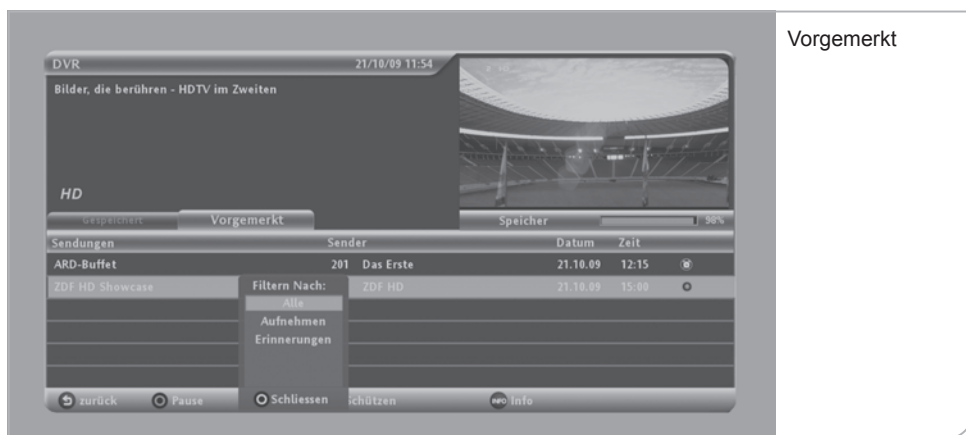 Vorgemerkt
DVR 21/10/09 11:54
Bilder, die berühren - HDTV im Zweiten
HD
Gespeichert Vorgemerkt Speicher 98%
Sendungen Sender Datum Zeit
ARD-Buffet 201 Das Erste 21.10.09 12:15
ZDF HD Showcase ZDF HD 21.10.09 15:00
Filtern Nach:
Alle
Aufnehmen
Erinnerungen
Schliessen
zurück Pause chützen INFO Info